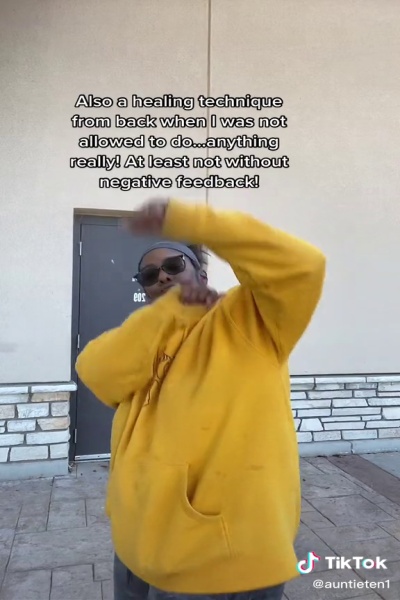 Also a healing technique
from back when I was not
allowed to do...anything
really! At least not without
negative feedback!
TikTok
@auntieten1